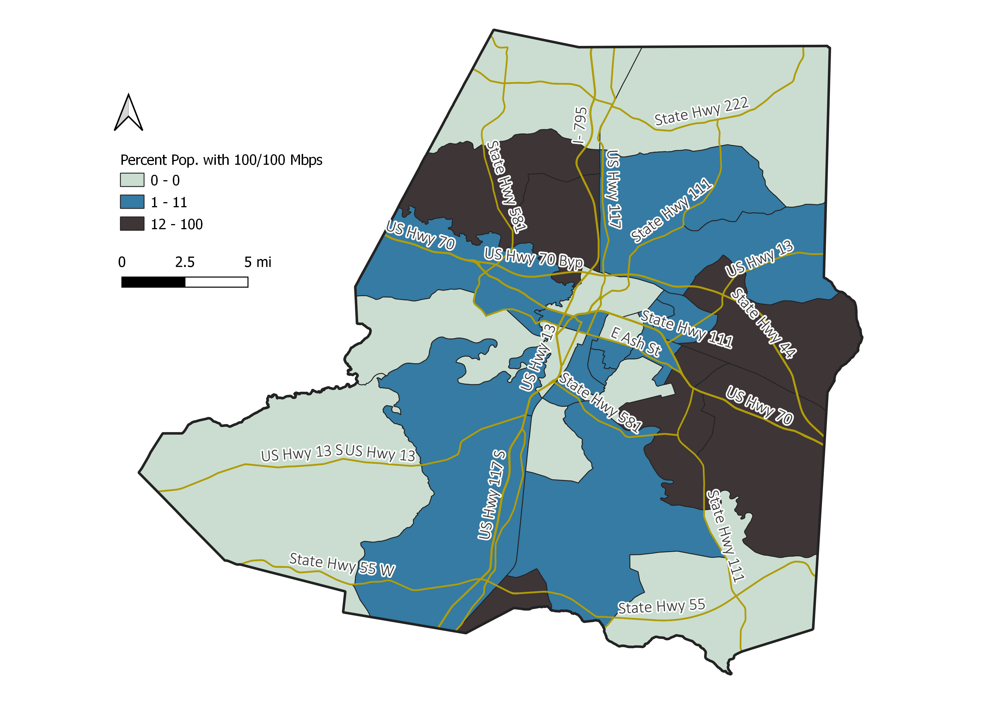 Percent Pop. with 100/100 Mbps
0 - 0
1 - 11
12 - 100
0 2.5 5 mi
State Hwy 222
I- 795
State Hwy 581
US Hwy 117
State Hwy 111
US Hwy 70
US Hwy 70 Byp
US Hwy 13
State Hwy 44
State Hwy 111
E Ash St
US Hwy 13
State Hwy 581
US Hwy 70
US Hwy 13 S
US Hwy 13
US Hwy 117 S
State Hwy 111
State Hwy 55 W
State Hwy 55